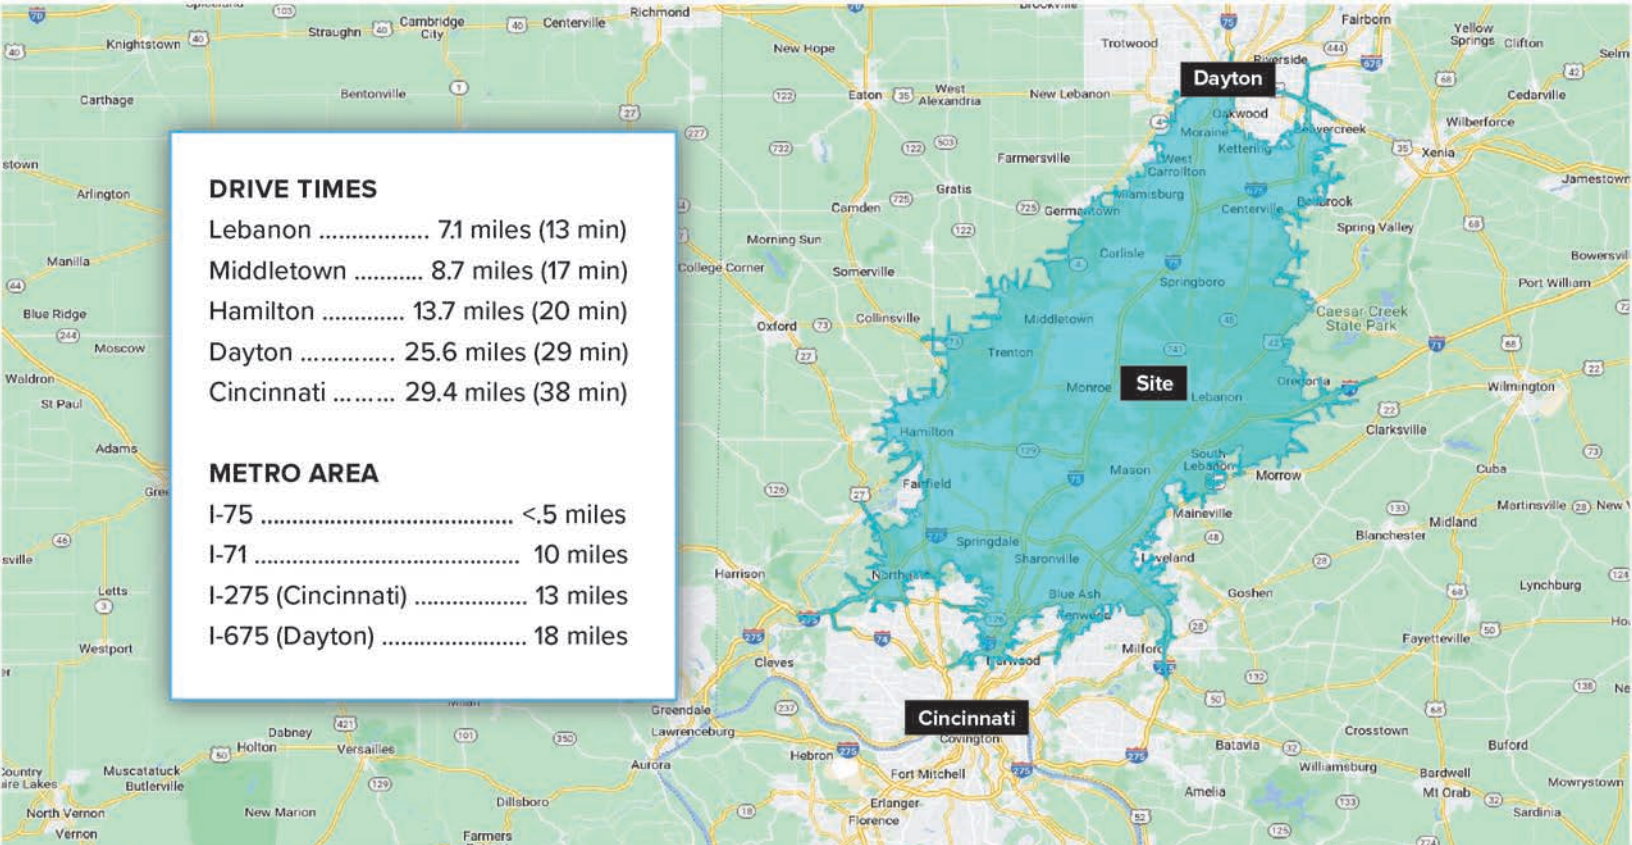 DRIVE TIMES
Lebanon ................. 7.1 miles (13 min)
Middletown ........... 8.7 miles (17 min)
Hamilton ............. 13.7 miles (20 min)
Dayton .............. 25.6 miles (29 min)
Cincinnati ......... 29.4 miles (38 min)
METRO AREA
I-75 ....................................... <.5 miles
I-71 ......................................... 10 miles
I-275 (Cincinnati) ................. 13 miles
I-675 (Dayton) ...................... 18 miles
Richmond
Straughn
Cambridge City
Centerville
Knightstown
Carthage
Bentonville
Arlington
Manilla
Blue Ridge
Moscow
Waldron
St Paul
Adams
Letts
Westport
New Hope
Trotwood
Fairborn
Yellow Springs
Clifton
Riverside
Dayton
Eaton
West Alexandria
New Lebanon
Oakwood
Cedarville
Wilberforce
Moraine
Kettering
Beavercreek
Xenia
Farmersville
West Carrollton
Jamestown
Gratis
Miamisburg
Camden
Germantown
Centerville
Bellbrook
Spring Valley
Morning Sun
Carlisle
College Corner
Somerville
Springboro
Port William
Caesar Creek State Park
Oxford
Collinsville
Middletown
Trenton
Monroe
Site
Lebanon
Oregonia
Wilmington
Clarksville
Hamilton
Mason
South Lebanon
Morrow
Cuba
Fairfield
Maineville
Martinsville
Midland
Blanchester
Springdale
Sharonville
Loveland
Harrison
Blue Ash
Goshen
Lynchburg
Kenwood
Fayetteville
Cleves
Norwood
Milford
Greendale
Lawrenceburg
Cincinnati
Covington
Hebron
Batavia
Crosstown
Buford
Aurora
Fort Mitchell
Williamsburg
Bardwell
Mt Orab
Mowrystown
Amelia
Erlanger
Florence
Sardinia
Dabney
Holton
Versailles
Muscatatuck
Butlerville
North Vernon
Vernon
New Marion
Dillsboro
Farmers